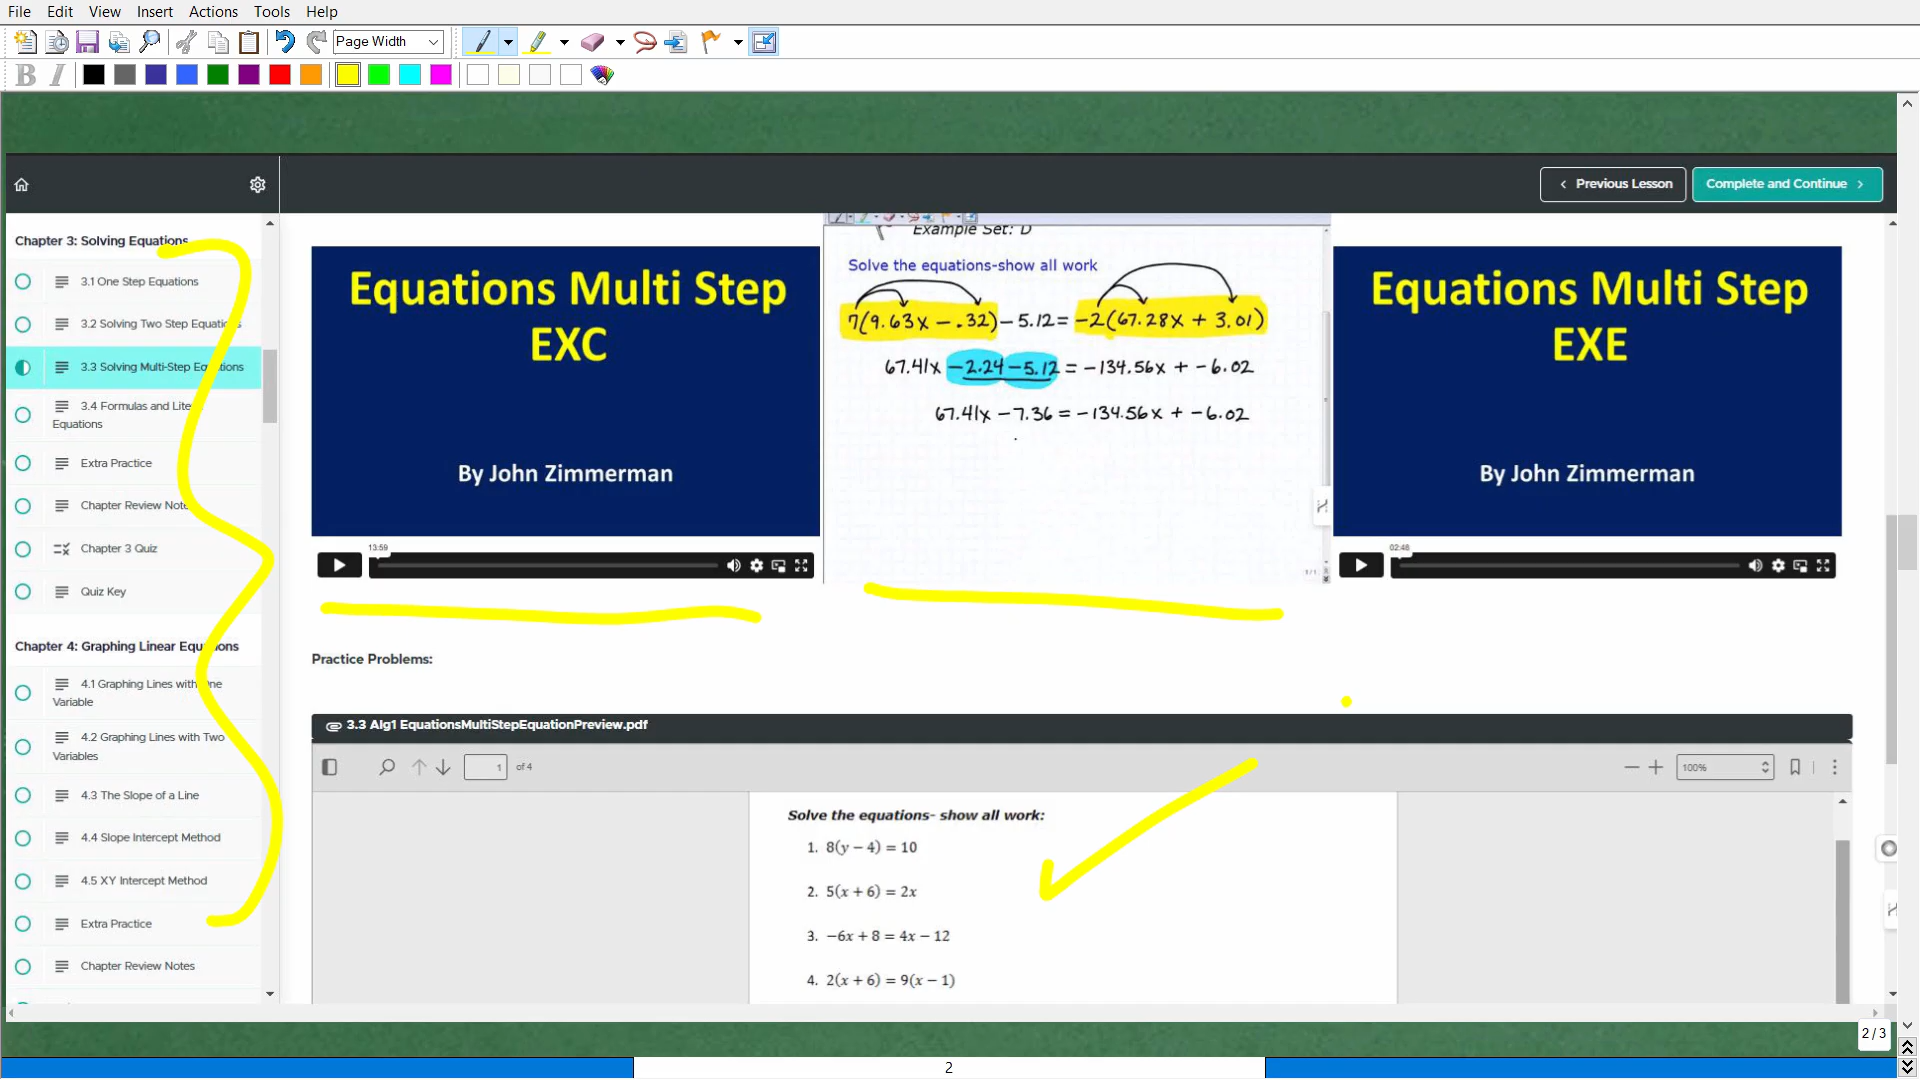 File Edit View Insert Actions Tools Help
Page Width
B I
Previous Lesson
Complete and Continue
Chapter 3: Solving Equations
3.1 One Step Equations
3.2 Solving Two Step Equations
3.3 Solving Multi-Step Equations
3.4 Formulas and
Equations
Extra Practice
Chapter Review Notes
Chapter 3 Quiz
Quiz Key
Chapter 4: Graphing Linear Equations
4.1 Graphing Lines with One
Variable
4.2 Graphing Lines with Two
Variables
4.3 The Slope of a Line
4.4 Slope Intercept Method
4.5 XY Intercept Method
Extra Practice
Chapter Review Notes
Equations Multi Step
EXC
By John Zimmerman
13:59
Example Set: D
Solve the equations-show all work
7(9.63x - .32) - 5.12 = -2(67.28x + 3.01)
67.41x - 2.24 - 5.12 = -134.56x + -6.02
67.41x - 7.36 = -134.56x + -6.02
1/1
Equations Multi Step
EXE
By John Zimmerman
02:48
Practice Problems:
3.3 Alg1 EquationsMultiStepEquationPreview.pdf
1 of 4
100%
Solve the equations- show all work:
1. 8(y − 4) = 10
2. 5(x + 6) = 2x
3. −6x + 8 = 4x − 12
4. 2(x + 6) = 9(x − 1)
2 / 3
2